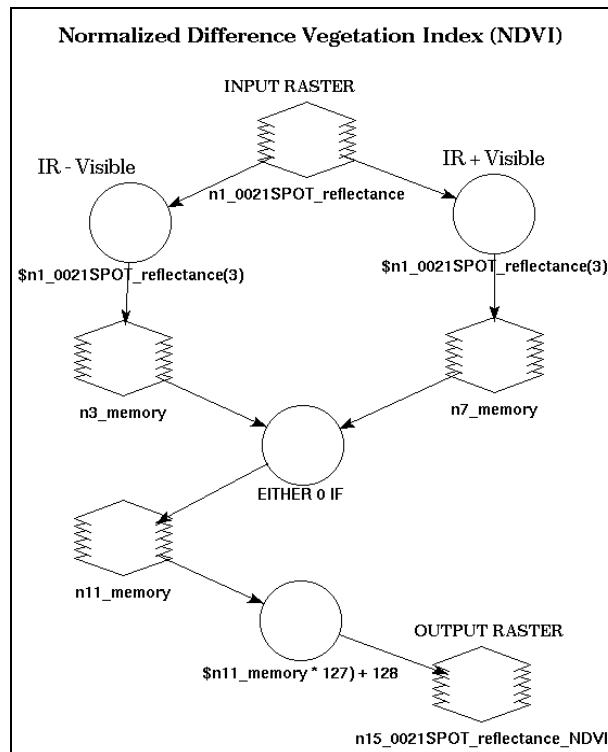 Normalized Difference Vegetation Index (NDVI)
INPUT RASTER
IR - Visible
IR + Visible
n1_0021SPOT_reflectance
$n1_0021SPOT_reflectance(3)
$n1_0021SPOT_reflectance(3)
n3_memory
n7_memory
EITHER 0 IF
n11_memory
OUTPUT RASTER
$n11_memory * 127) + 128
n15_0021SPOT_reflectance_NDVI